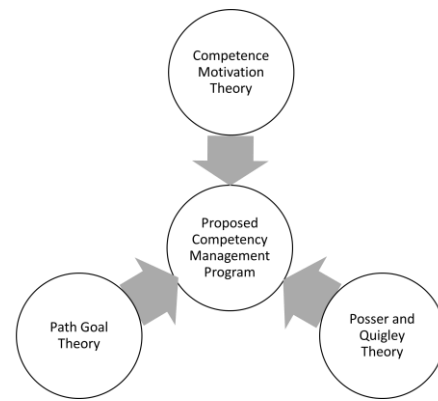 Competence
Motivation
Theory
Proposed
Competency
Management
Program
Path Goal
Theory
Posser and
Quigley
Theory